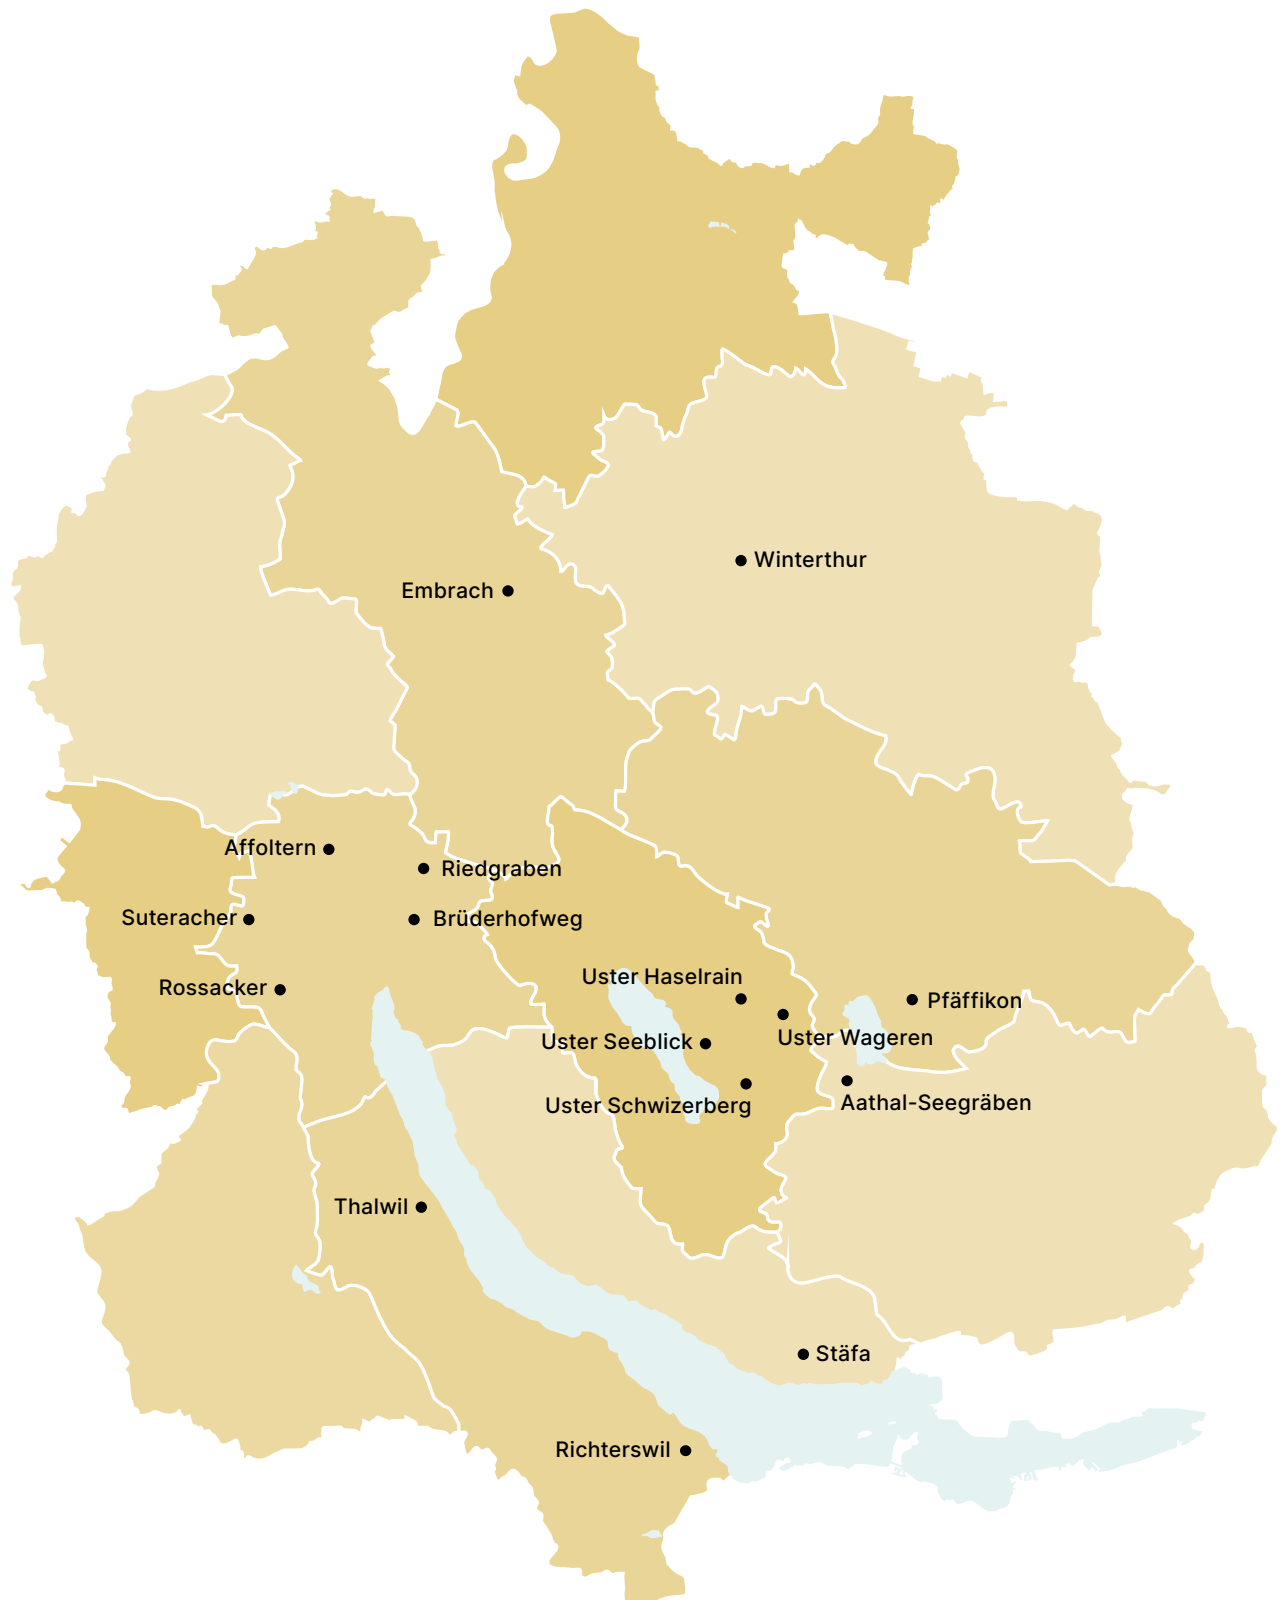 Winterthur
Embrach
Affoltern
Riedgraben
Suteracher
Brüderhofweg
Uster Haselrain
Rossacker
Pfäffikon
Uster Wageren
Uster Seeblick
Aathal-Seegräben
Uster Schwizerberg
Thalwil
Stäfa
Richterswil